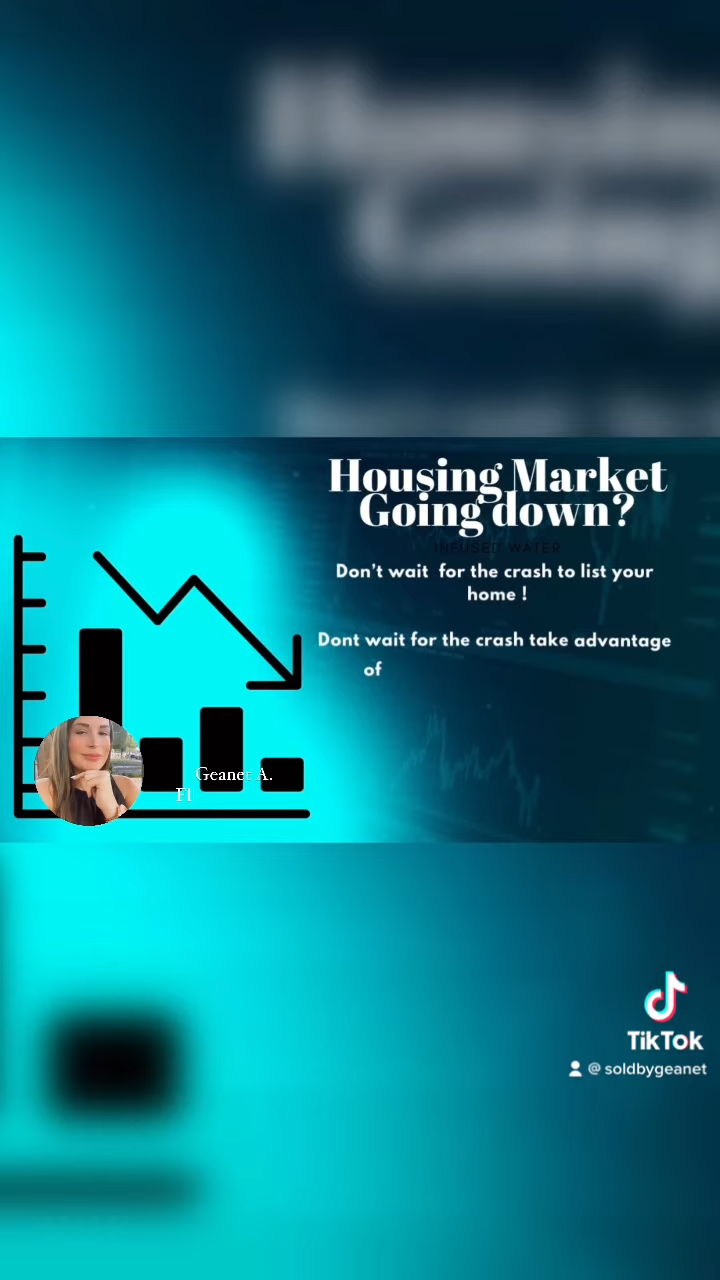 Housing Market
Going down?
INFUSED WATER
Don't wait for the crash to list your
home !
Dont wait for the crash take advantage
of
Geanet A.
Fl
TikTok
@ soldbygeanet